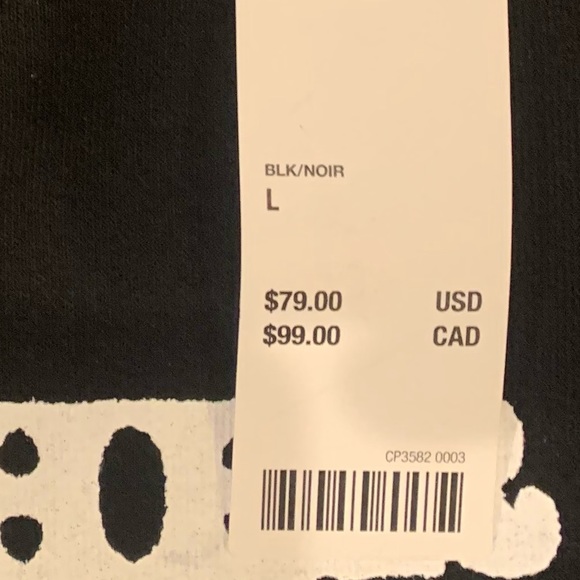 BLK/NOIR
L
$79.00 USD
$99.00 CAD
CP3582 0003